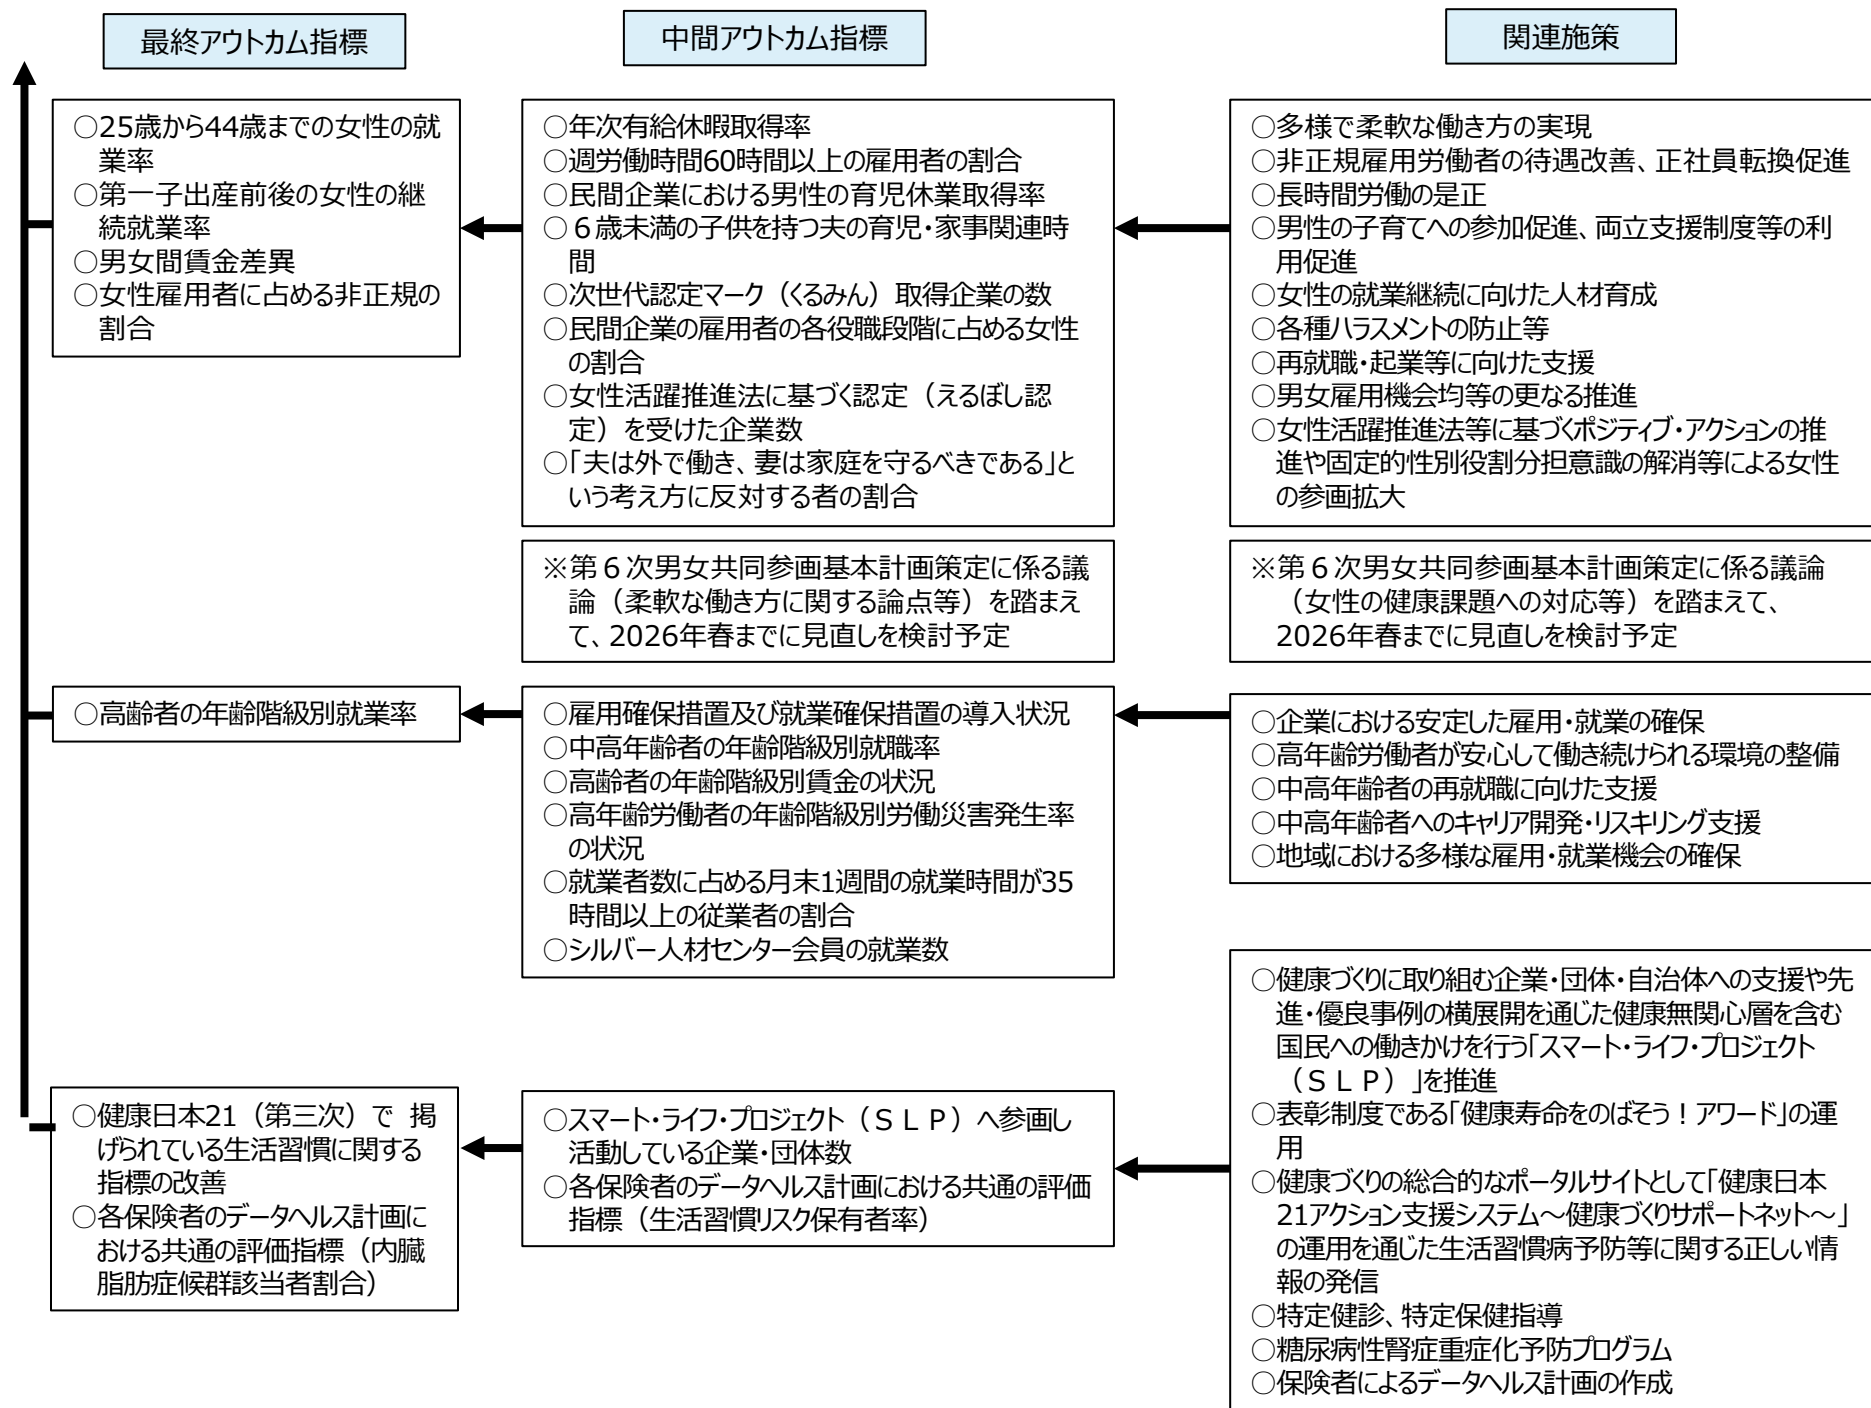 最終アウトカム指標
中間アウトカム指標
関連施策
○25歳から44歳までの女性の就
業率
○第一子出産前後の女性の継
続就業率
○男女間賃金差異
○女性雇用者に占める非正規の
割合
○年次有給休暇取得率
○週労働時間60時間以上の雇用者の割合
○民間企業における男性の育児休業取得率
○６歳未満の子供を持つ夫の育児・家事関連時
間
○次世代認定マーク（くるみん）取得企業の数
○民間企業の雇用者の各役職段階に占める女性
の割合
○女性活躍推進法に基づく認定（えるぼし認
定）を受けた企業数
○「夫は外で働き、妻は家庭を守るべきである」と
いう考え方に反対する者の割合
○多様で柔軟な働き方の実現
○非正規雇用労働者の待遇改善、正社員転換促進
○長時間労働の是正
○男性の子育てへの参加促進、両立支援制度等の利
用促進
○女性の就業継続に向けた人材育成
○各種ハラスメントの防止等
○再就職・起業等に向けた支援
○男女雇用機会均等の更なる推進
○女性活躍推進法等に基づくポジティブ・アクションの推
進や固定的性別役割分担意識の解消等による女性
の参画拡大
※第６次男女共同参画基本計画策定に係る議
論（柔軟な働き方に関する論点等）を踏まえ
て、2026年春までに見直しを検討予定
※第６次男女共同参画基本計画策定に係る議論
（女性の健康課題への対応等）を踏まえて、
2026年春までに見直しを検討予定
○高齢者の年齢階級別就業率
○雇用確保措置及び就業確保措置の導入状況
○中高年齢者の年齢階級別就職率
○高齢者の年齢階級別賃金の状況
○高年齢労働者の年齢階級別労働災害発生率
の状況
○就業者数に占める月末1週間の就業時間が35
時間以上の従業者の割合
○シルバー人材センター会員の就業数
○企業における安定した雇用・就業の確保
○高年齢労働者が安心して働き続けられる環境の整備
○中高年齢者の再就職に向けた支援
○中高年齢者へのキャリア開発・リスキリング支援
○地域における多様な雇用・就業機会の確保
○健康日本21（第三次）で 掲
げられている生活習慣に関する
指標の改善
○各保険者のデータヘルス計画に
おける共通の評価指標（内臓
脂肪症候群該当者割合）
○スマート・ライフ・プロジェクト（ＳＬＰ）へ参画し
活動している企業・団体数
○各保険者のデータヘルス計画における共通の評価
指標（生活習慣リスク保有者率）
○健康づくりに取り組む企業・団体・自治体への支援や先
進・優良事例の横展開を通じた健康無関心層を含む
国民への働きかけを行う「スマート・ライフ・プロジェクト
（ＳＬＰ）」を推進
○表彰制度である「健康寿命をのばそう！アワード」の運
用
○健康づくりの総合的なポータルサイトとして「健康日本
21アクション支援システム～健康づくりサポートネット～」
の運用を通じた生活習慣病予防等に関する正しい情
報の発信
○特定健診、特定保健指導
○糖尿病性腎症重症化予防プログラム
○保険者によるデータヘルス計画の作成